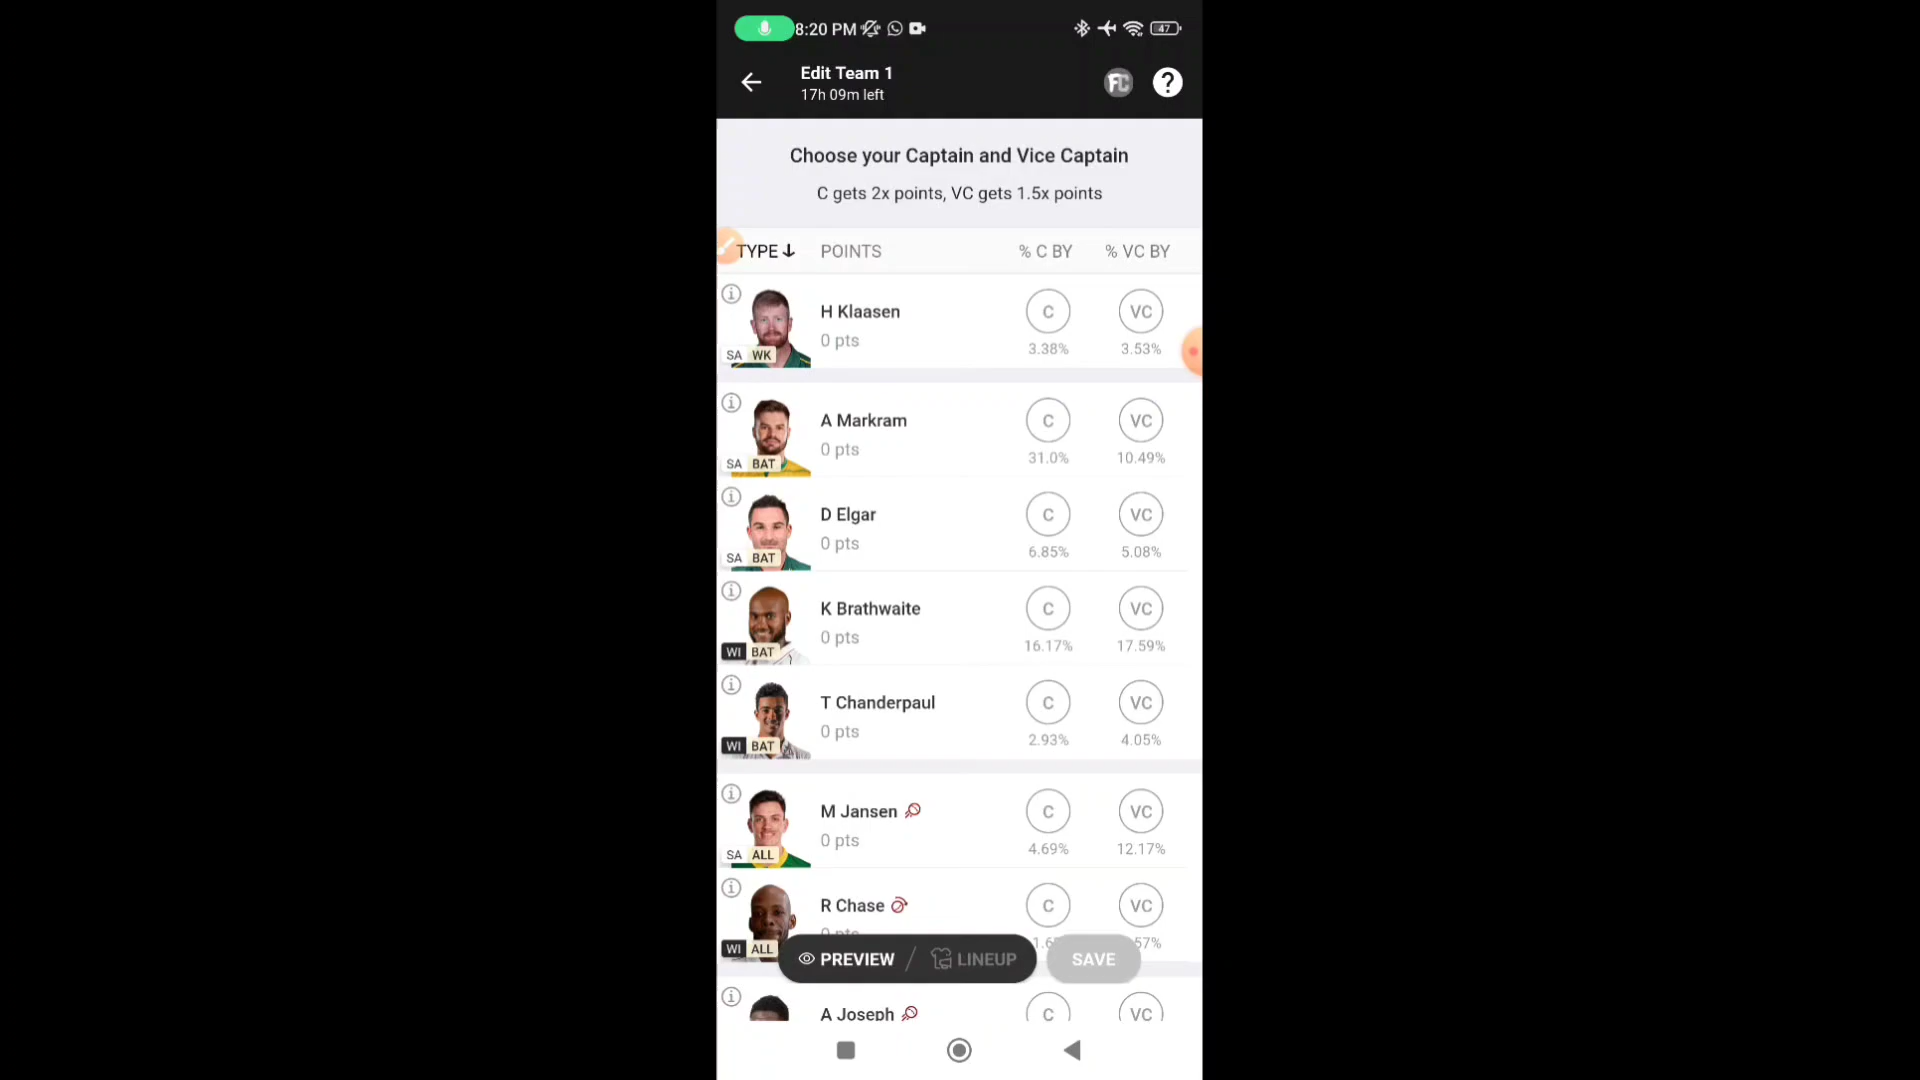 8:20 PM
47
Edit Team 1
17h 09m left
FC
?
Choose your Captain and Vice Captain
C gets 2x points, VC gets 1.5x points
TYPE POINTS % C BY % VC BY
H Klaasen C VC
0 pts 3.38% 3.53%
SA WK
A Markram C VC
0 pts 31.0% 10.49%
SA BAT
D Elgar C VC
0 pts 6.85% 5.08%
SA BAT
K Brathwaite C VC
0 pts 16.17% 17.59%
WI BAT
T Chanderpaul C VC
0 pts 2.93% 4.05%
WI BAT
M Jansen C VC
0 pts 4.69% 12.17%
SA ALL
R Chase C VC
0 pts 57%
WI ALL
PREVIEW / LINEUP SAVE
A Joseph C VC